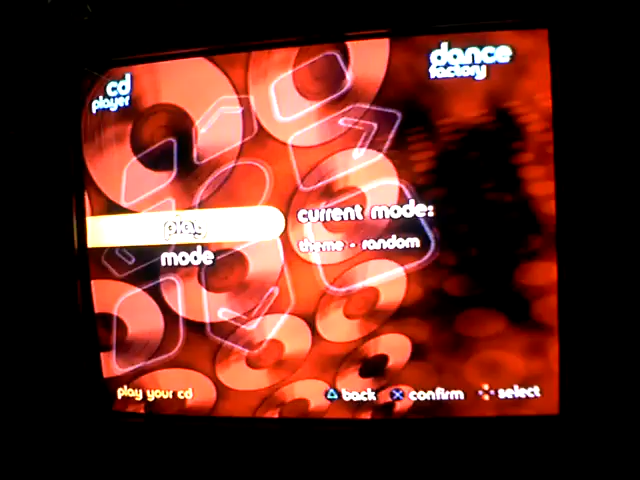 cd
player
dance
factory
play
mode
current mode:
theme - random
play your cd
back
confirm
select